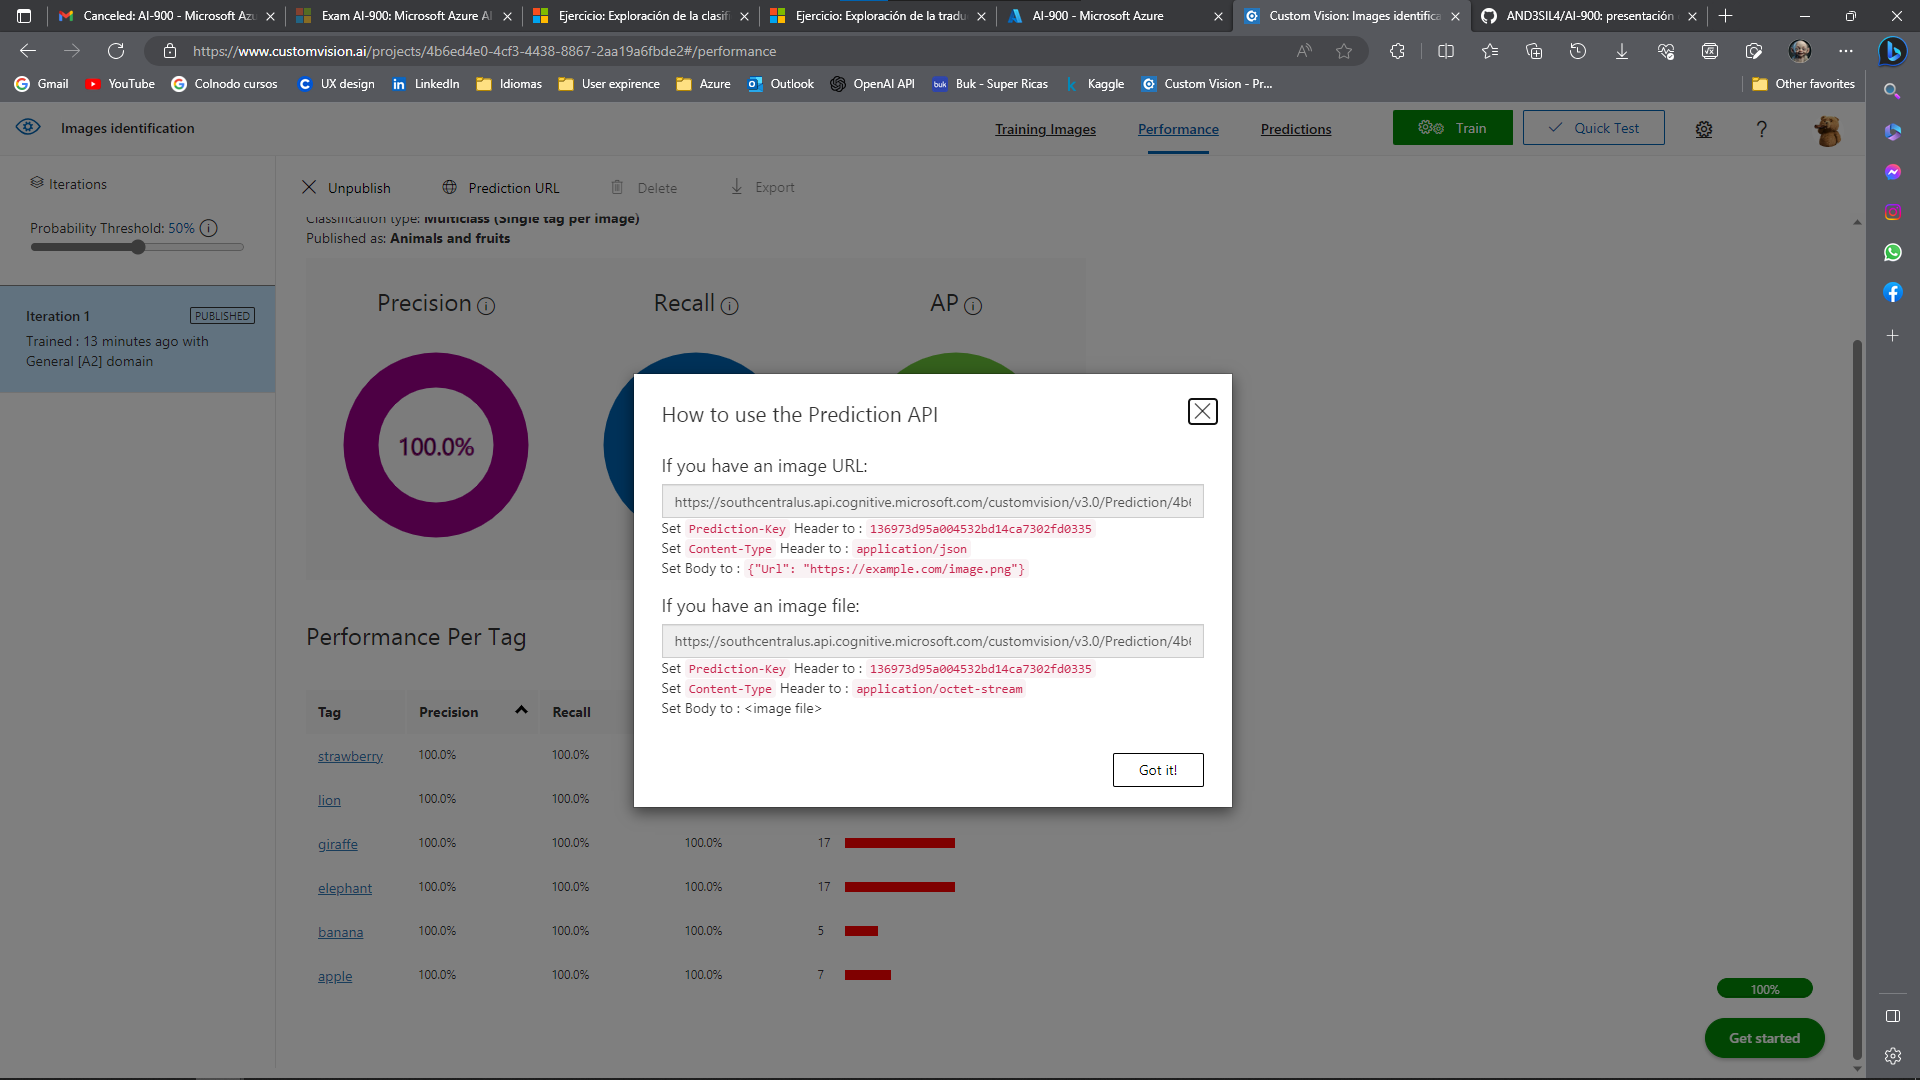 Canceled: AI-900 - Microsoft Azu
Exam AI-900: Microsoft Azure AI
Ejercicio: Exploración de la clasifi
Ejercicio: Exploración de la tradu
AI-900 - Microsoft Azure
Custom Vision: Images identifica
AND3SIL4/AI-900: presentación
https://www.customvision.ai/projects/4b6ed4e0-4cf3-4438-8867-2aa19a6fbde2#/performance
Gmail
YouTube
Colnodo cursos
UX design
LinkedIn
Idiomas
User expirence
Azure
Outlook
OpenAI API
Buk - Super Ricas
Kaggle
Custom Vision - Pr...
Other favorites
Images identification
Training Images
Performance
Predictions
Train
Quick Test
?
Iterations
Unpublish
Prediction URL
Delete
Export
Probability Threshold: 50%
Classification type: Multiclass (Single tag per image)
Published as: Animals and fruits
Iteration 1
PUBLISHED
Trained : 13 minutes ago with
General [A2] domain
Precision
Recall
AP
100.0%
How to use the Prediction API
If you have an image URL:
https://southcentralus.api.cognitive.microsoft.com/customvision/v3.0/Prediction/4b6
Set Prediction-Key Header to : 136973d95a004532bd14ca7302fd0335
Set Content-Type Header to : application/json
Set Body to : {"Url": "https://example.com/image.png"}
If you have an image file:
https://southcentralus.api.cognitive.microsoft.com/customvision/v3.0/Prediction/4b6
Set Prediction-Key Header to : 136973d95a004532bd14ca7302fd0335
Set Content-Type Header to : application/octet-stream
Set Body to : <image file>
Got it!
Performance Per Tag
Tag Precision Recall
strawberry 100.0% 100.0%
lion 100.0% 100.0%
giraffe 100.0% 100.0% 100.0% 17
elephant 100.0% 100.0% 100.0% 17
banana 100.0% 100.0% 100.0% 5
apple 100.0% 100.0% 100.0% 7
100%
Get started